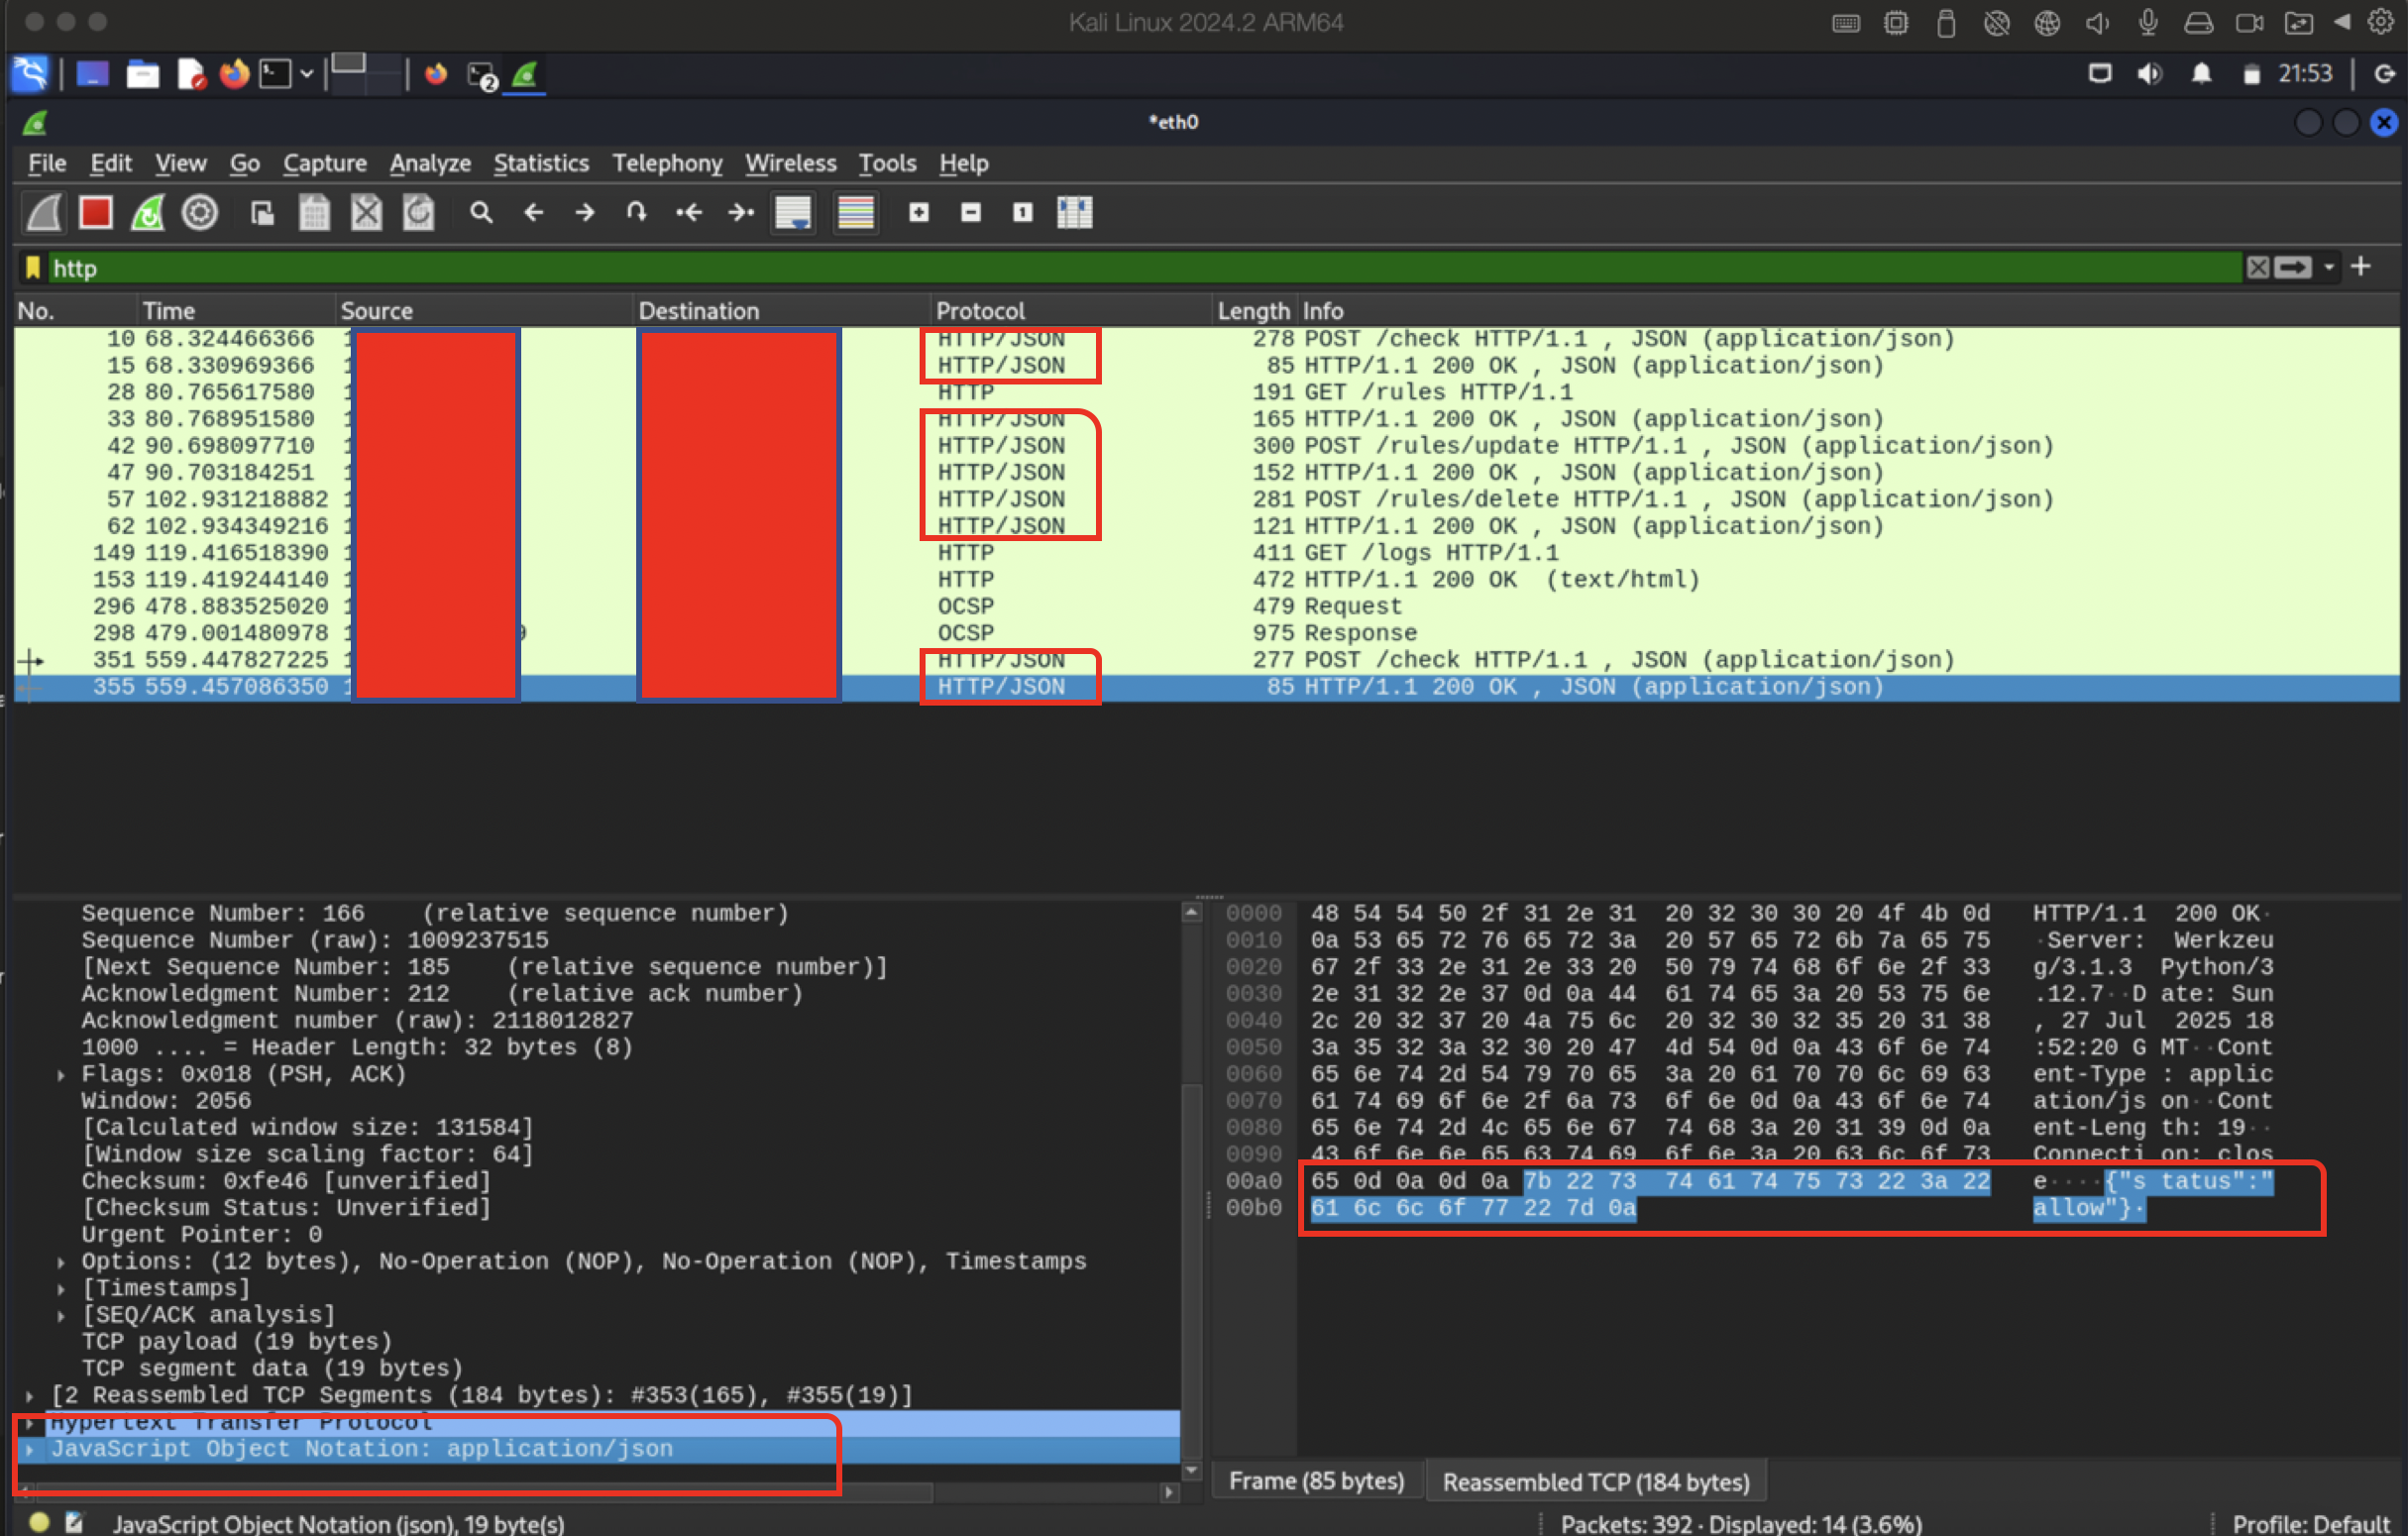 Kali Linux 2024.2 ARM64
2
21:53
*eth0
File Edit View Go Capture Analyze Statistics Telephony Wireless Tools Help
http
No. Time Source Destination Protocol Length Info
10 68.324466366 1 HTTP/JSON 278 POST /check HTTP/1.1 , JSON (application/json)
15 68.330969366 1 HTTP/JSON 85 HTTP/1.1 200 OK , JSON (application/json)
28 80.765617580 1 HTTP 191 GET /rules HTTP/1.1
33 80.768951580 1 HTTP/JSON 165 HTTP/1.1 200 OK , JSON (application/json)
42 90.698097710 1 HTTP/JSON 300 POST /rules/update HTTP/1.1 , JSON (application/json)
47 90.703184251 1 HTTP/JSON 152 HTTP/1.1 200 OK , JSON (application/json)
57 102.931218882 1 HTTP/JSON 281 POST /rules/delete HTTP/1.1 , JSON (application/json)
62 102.934349216 1 HTTP/JSON 121 HTTP/1.1 200 OK , JSON (application/json)
149 119.416518390 1 HTTP 411 GET /logs HTTP/1.1
153 119.419244140 1 HTTP 472 HTTP/1.1 200 OK (text/html)
296 478.883525020 1 OCSP 479 Request
298 479.001480978 1 OCSP 975 Response
351 559.447827225 1 HTTP/JSON 277 POST /check HTTP/1.1 , JSON (application/json)
355 559.457086350 1 HTTP/JSON 85 HTTP/1.1 200 OK , JSON (application/json)
Sequence Number: 166 (relative sequence number)
Sequence Number (raw): 1009237515
[Next Sequence Number: 185 (relative sequence number)]
Acknowledgment Number: 212 (relative ack number)
Acknowledgment number (raw): 2118012827
1000 .... = Header Length: 32 bytes (8)
Flags: 0x018 (PSH, ACK)
Window: 2056
[Calculated window size: 131584]
[Window size scaling factor: 64]
Checksum: 0xfe46 [unverified]
[Checksum Status: Unverified]
Urgent Pointer: 0
Options: (12 bytes), No-Operation (NOP), No-Operation (NOP), Timestamps
[Timestamps]
[SEQ/ACK analysis]
TCP payload (19 bytes)
TCP segment data (19 bytes)
[2 Reassembled TCP Segments (184 bytes): #353(165), #355(19)]
Hypertext Transfer Protocol
JavaScript Object Notation: application/json
0000 48 54 54 50 2f 31 2e 31 20 32 30 30 20 4f 4b 0d HTTP/1.1 200 OK·
0010 0a 53 65 72 76 65 72 3a 20 57 65 72 6b 7a 65 75 ·Server: Werkzeu
0020 67 2f 33 2e 31 2e 33 20 50 79 74 68 6f 6e 2f 33 g/3.1.3 Python/3
0030 2e 31 32 2e 37 0d 0a 44 61 74 65 3a 20 53 75 6e .12.7··D ate: Sun
0040 2c 20 32 37 20 4a 75 6c 20 32 30 32 35 20 31 38 , 27 Jul 2025 18
0050 3a 35 32 3a 32 30 20 47 4d 54 0d 0a 43 6f 6e 74 :52:20 G MT··Cont
0060 65 6e 74 2d 54 79 70 65 3a 20 61 70 70 6c 69 63 ent-Type : applic
0070 61 74 69 6f 6e 2f 6a 73 6f 6e 0d 0a 43 6f 6e 74 ation/js on··Cont
0080 65 6e 74 2d 4c 65 6e 67 74 68 3a 20 31 39 0d 0a ent-Leng th: 19··
0090 43 6f 6e 6e 65 63 74 69 6f 6e 3a 20 63 6c 6f 73 Connecti on: clos
00a0 65 0d 0a 0d 0a 7b 22 73 74 61 74 75 73 22 3a 22 e····{"s tatus":"
00b0 61 6c 6c 6f 77 22 7d 0a allow"}·
Frame (85 bytes) Reassembled TCP (184 bytes)
JavaScript Object Notation (json), 19 byte(s) Packets: 392 · Displayed: 14 (3.6%) Profile: Default